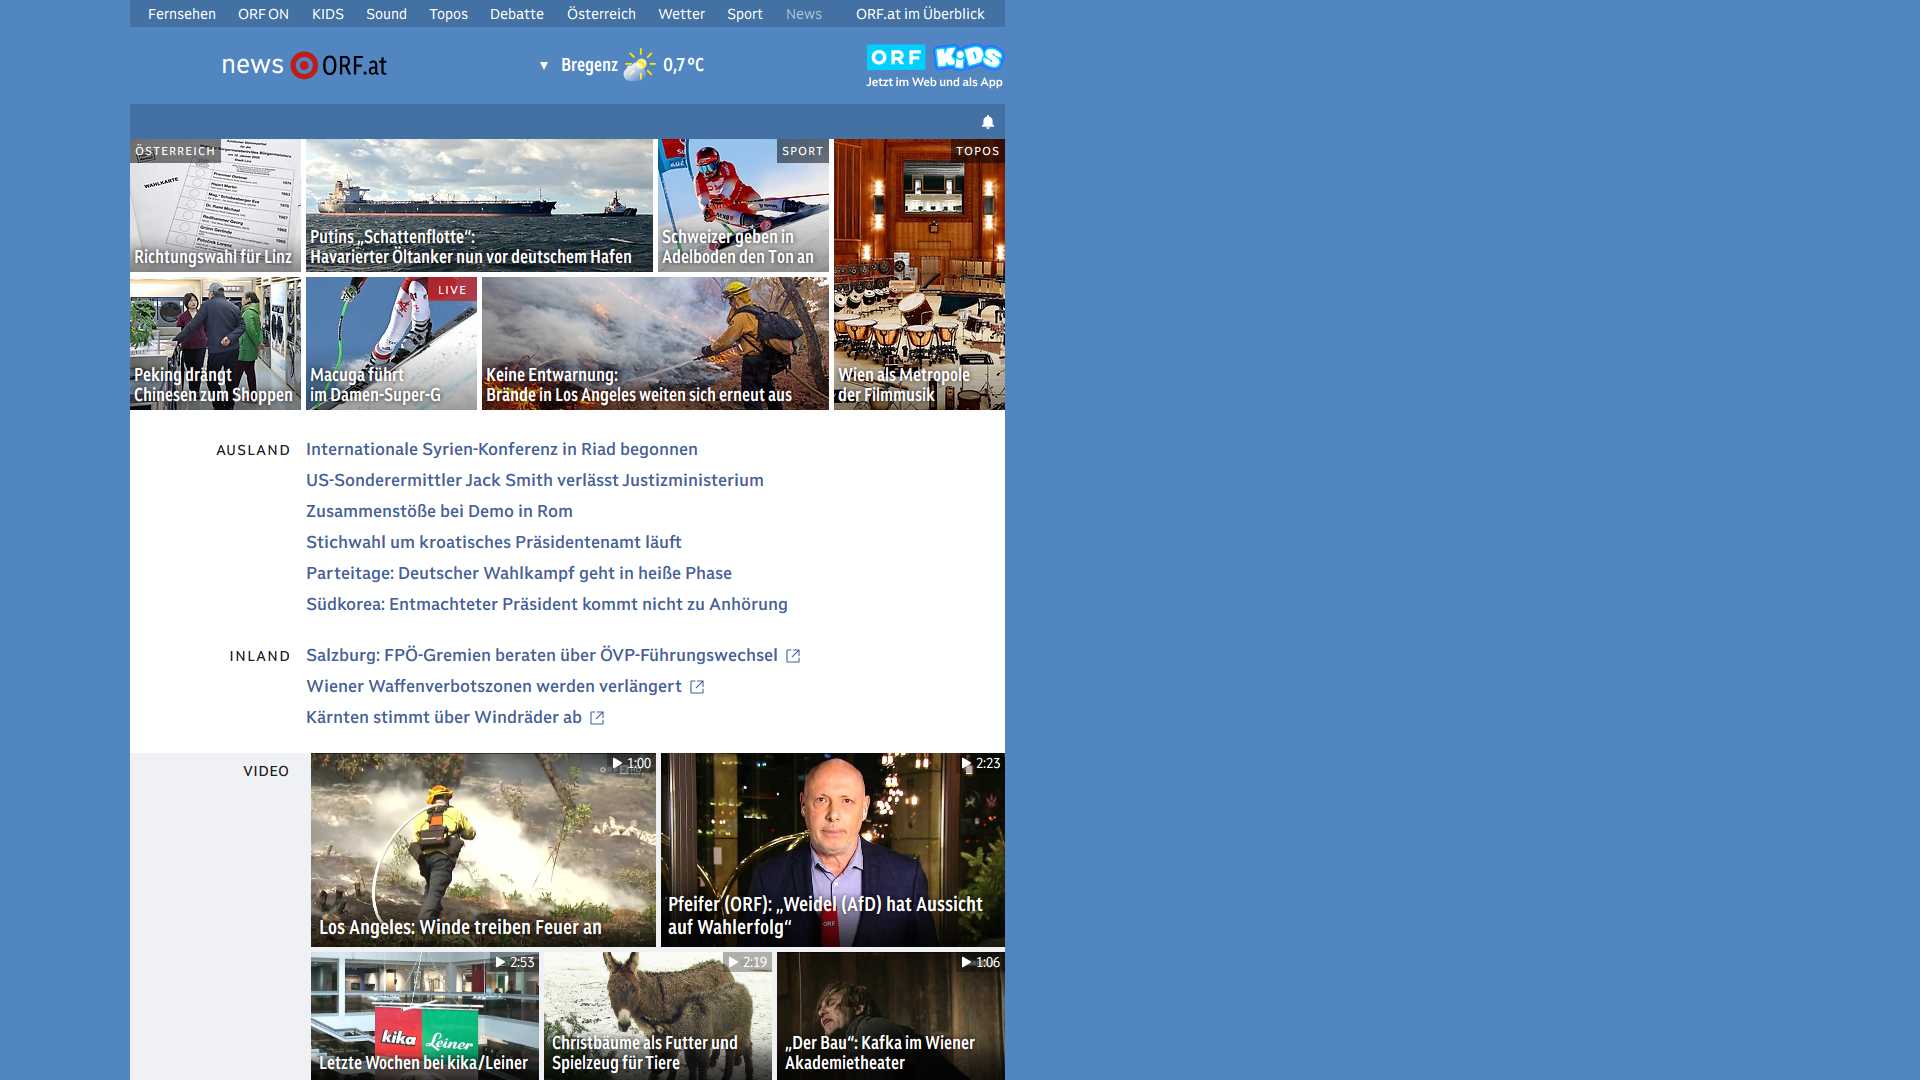 Fernsehen ORF ON KIDS Sound Topos Debatte Österreich Wetter Sport News ORF.at im Überblick
news ORF.at
▼ Bregenz 0,7 °C
ORF KiDS
Jetzt im Web und als App
ÖSTERREICH
WAHLKARTE
Richtungswahl für Linz
Putins „Schattenflotte“:
Havarierter Öltanker nun vor deutschem Hafen
SPORT
Schweizer geben in
Adelboden den Ton an
TOPOS
Wien als Metropole
der Filmmusik
Peking drängt
Chinesen zum Shoppen
LIVE
Macuga führt
im Damen-Super-G
Keine Entwarnung:
Brände in Los Angeles weiten sich erneut aus
AUSLAND
Internationale Syrien-Konferenz in Riad begonnen
US-Sonderermittler Jack Smith verlässt Justizministerium
Zusammenstöße bei Demo in Rom
Stichwahl um kroatisches Präsidentenamt läuft
Parteitage: Deutscher Wahlkampf geht in heiße Phase
Südkorea: Entmachteter Präsident kommt nicht zu Anhörung
INLAND
Salzburg: FPÖ-Gremien beraten über ÖVP-Führungswechsel
Wiener Waffenverbotszonen werden verlängert
Kärnten stimmt über Windräder ab
VIDEO
1:00
Los Angeles: Winde treiben Feuer an
2:23
ORF
Pfeifer (ORF): „Weidel (AfD) hat Aussicht
auf Wahlerfolg“
2:53
kika Leiner
Letzte Wochen bei kika/Leiner
2:19
Christbäume als Futter und
Spielzeug für Tiere
1:06
„Der Bau“: Kafka im Wiener
Akademietheater